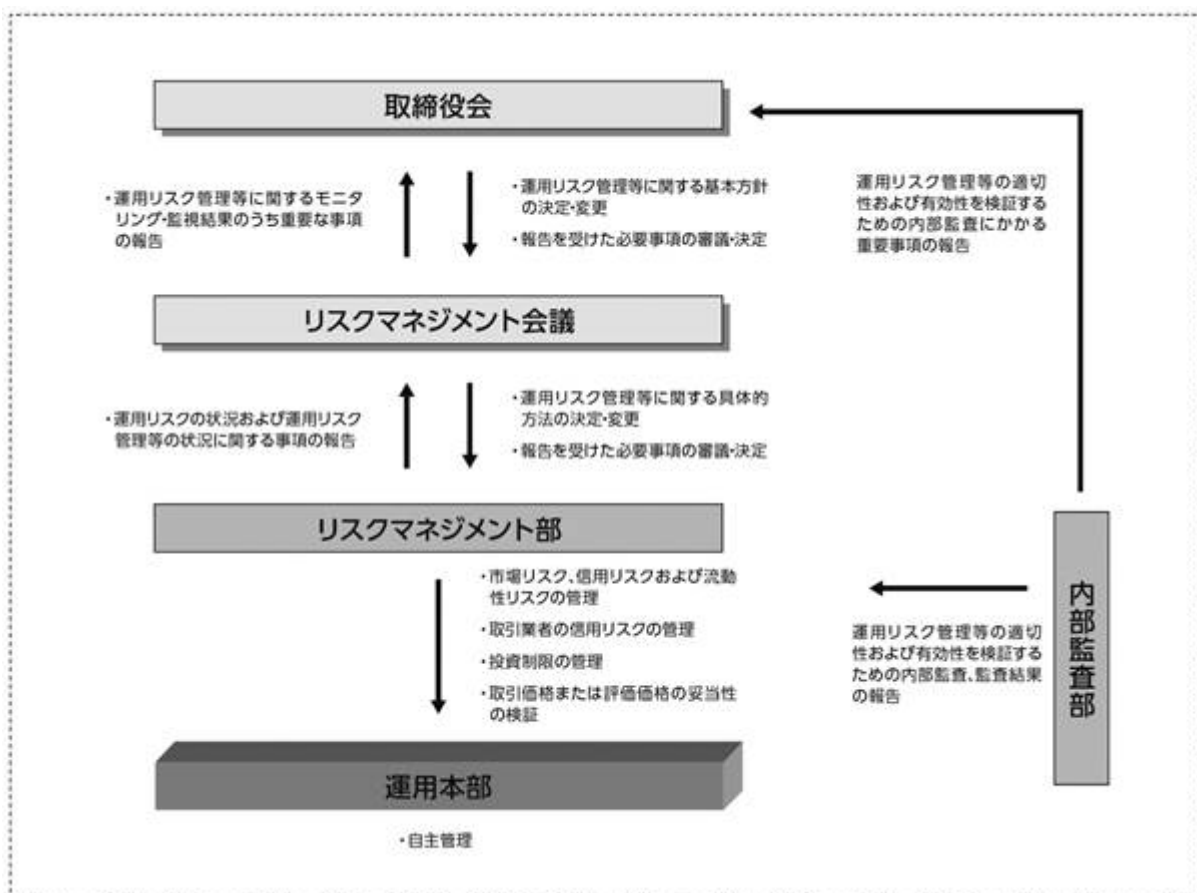 取締役会
・運用リスク管理等に関するモニタ
リング・監視結果のうち重要な事項
の報告
・運用リスク管理等に関する基本方針
の決定・変更
・報告を受けた必要事項の審議・決定
運用リスク管理等の適切
性および有効性を検証する
ための内部監査にかかる
重要事項の報告
リスクマネジメント会議
・運用リスクの状況および運用リスク
管理等の状況に関する事項の報告
・運用リスク管理等に関する具体的
方法の決定・変更
・報告を受けた必要事項の審議・決定
リスクマネジメント部
・市場リスク、信用リスクおよび流動
性リスクの管理
・取引業者の信用リスクの管理
・投資制限の管理
・取引価格または評価価格の妥当性
の検証
運用リスク管理等の適切
性および有効性を検証する
ための内部監査、監査結果
の報告
内部監査部
運用本部
・自主管理